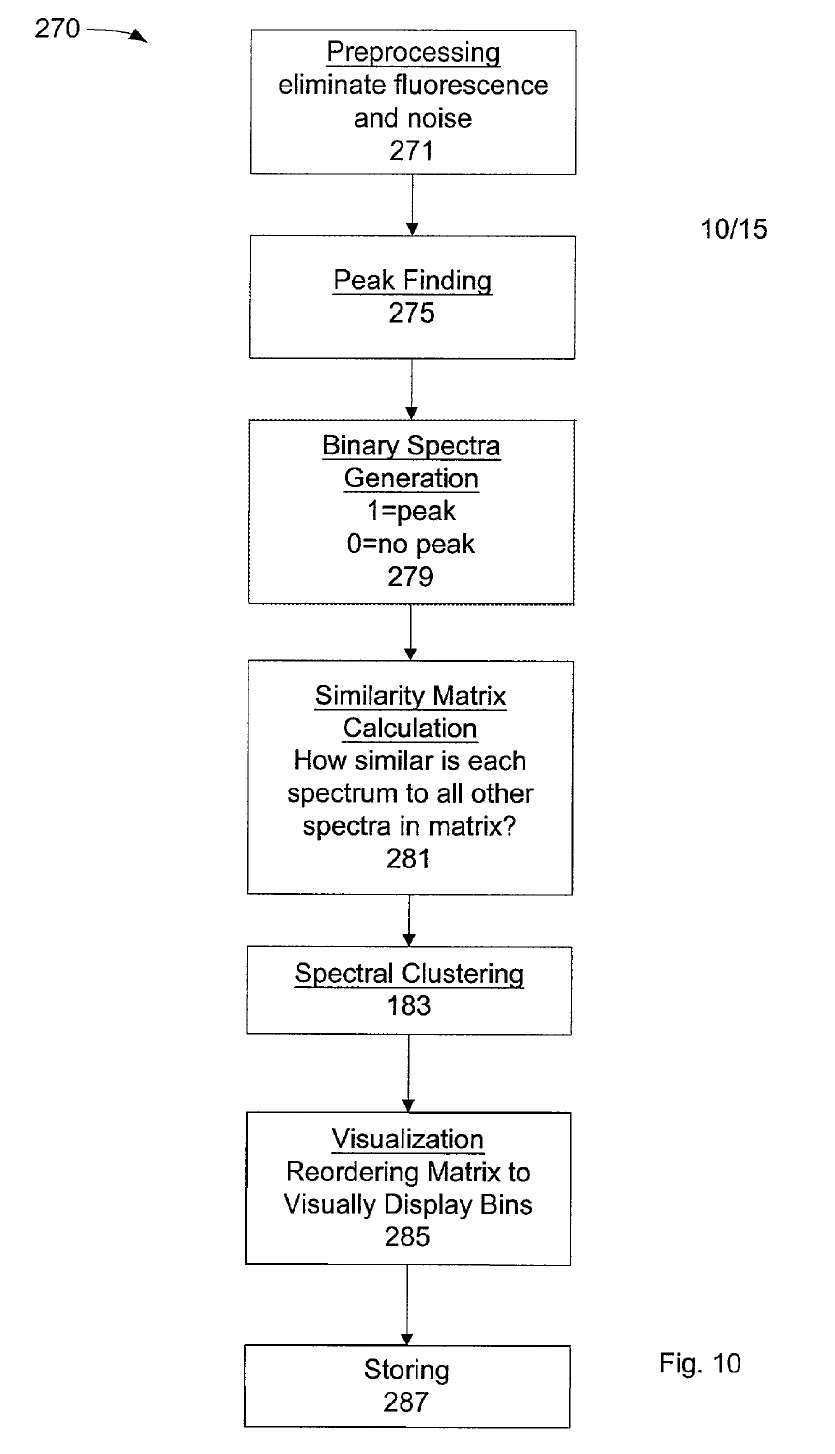 270
Preprocessing
eliminate fluorescence
and noise
271
10/15
Peak Finding
275
Binary Spectra
Generation
1=peak
0=no peak
279
Similarity Matrix
Calculation
How similar is each
spectrum to all other
spectra in matrix?
281
Spectral Clustering
183
Visualization
Reordering Matrix to
Visually Display Bins
285
Storing
287
Fig. 10